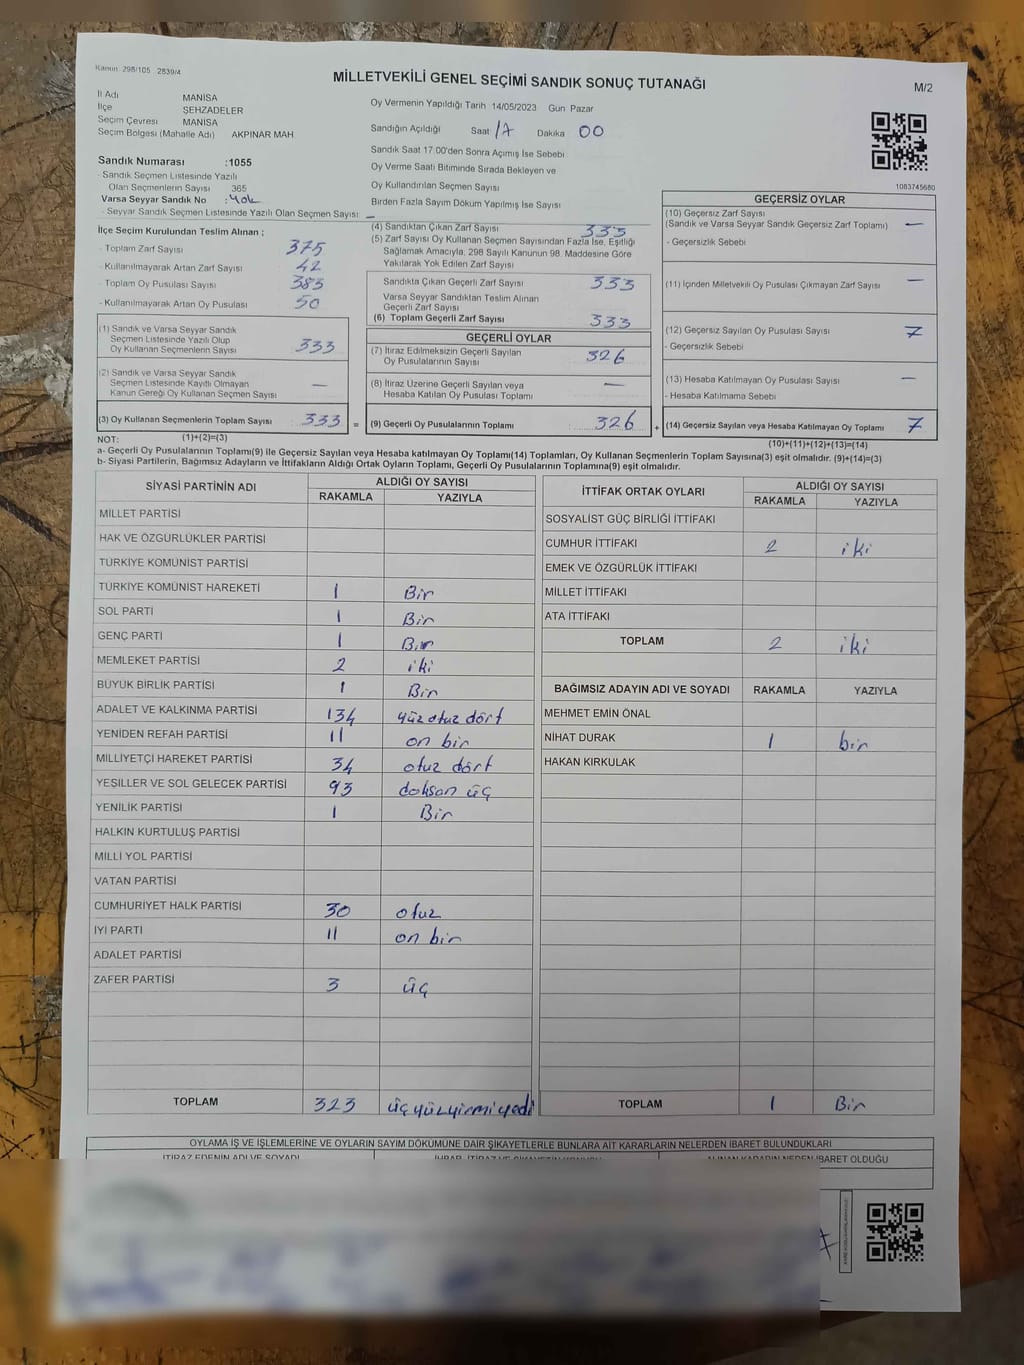 Kanun 298/105 2839/4
MİLLETVEKİLİ GENEL SEÇİMİ SANDIK SONUÇ TUTANAĞI
M/2
İl Adı MANİSA
İlçe ŞEHZADELER
Seçim Çevresi MANİSA
Seçim Bölgesi (Mahalle Adı) AKPINAR MAH.
Sandık Numarası :1055
- Sandık Seçmen Listesinde Yazılı
Olan Seçmenlerin Sayısı 365
Varsa Seyyar Sandık No : yok
- Seyyar Sandık Seçmen Listesinde Yazılı Olan Seçmen Sayısı: –
Oy Vermenin Yapıldığı Tarih 14/05/2023 Gün Pazar
Sandığın Açıldığı Saat 17 Dakika 00
Sandık Saat 17:00'den Sonra Açımış İse Sebebi
Oy Verme Saati Bitiminde Sırada Bekleyen ve
Oy Kullandırılan Seçmen Sayısı
Birden Fazla Sayım Döküm Yapılmış İse Sayısı
1083745680
İlçe Seçim Kurulundan Teslim Alınan ;
- Toplam Zarf Sayısı 375
- Kullanılmayarak Artan Zarf Sayısı 42
- Toplam Oy Pusulası Sayısı 383
- Kullanılmayarak Artan Oy Pusulası 50
(1) Sandık ve Varsa Seyyar Sandık
Seçmen Listesinde Yazılı Olup
Oy Kullanan Seçmenlerin Sayısı 333
(2) Sandık ve Varsa Seyyar Sandık
Seçmen Listesinde Kayıtlı Olmayan
Kanun Gereği Oy Kullanan Seçmen Sayısı —
(3) Oy Kullanan Seçmenlerin Toplam Sayısı 333 =
(4) Sandıktan Çıkan Zarf Sayısı 333
(5) Zarf Sayısı Oy Kullanan Seçmen Sayısından Fazla İse, Eşitliği
Sağlamak Amacıyla, 298 Sayılı Kanunun 98. Maddesine Göre
Yakılarak Yok Edilen Zarf Sayısı
Sandıkta Çıkan Geçerli Zarf Sayısı 333
Varsa Seyyar Sandıktan Teslim Alınan
Geçerli Zarf Sayısı
(6) Toplam Geçerli Zarf Sayısı 333
GEÇERLİ OYLAR
(7) İtiraz Edilmeksizin Geçerli Sayılan
Oy Pusulalarının Sayısı 326
(8) İtiraz Üzerine Geçerli Sayılan veya
Hesaba Katılan Oy Pusulası Toplamı —
(9) Geçerli Oy Pusulalarının Toplamı 326 +
GEÇERSİZ OYLAR
(10) Geçersiz Zarf Sayısı
(Sandık ve Varsa Seyyar Sandık Geçersiz Zarf Toplamı) —
- Geçersizlik Sebebi
(11) İçinden Milletvekili Oy Pusulası Çıkmayan Zarf Sayısı —
(12) Geçersiz Sayılan Oy Pusulası Sayısı 7
- Geçersizlik Sebebi
(13) Hesaba Katılmayan Oy Pusulası Sayısı —
- Hesaba Katılmama Sebebi
(14) Geçersiz Sayılan veya Hesaba Katılmayan Oy Toplamı 7
NOT: (1)+(2)=(3) (10)+(11)+(12)+(13)=(14)
a- Geçerli Oy Pusulalarının Toplamı(9) İle Geçersiz Sayılan veya Hesaba katılmayan Oy Toplamı(14) Toplamları, Oy Kullanan Seçmenlerin Toplam Sayısına(3) eşit olmalıdır. (9)+(14)=(3)
b- Siyasi Partilerin, Bağımsız Adayların ve İttifakların Aldığı Ortak Oyların Toplamı, Geçerli Oy Pusulalarının Toplamına(9) eşit olmalıdır.
SİYASİ PARTİNİN ADI ALDIĞI OY SAYISI
RAKAMLA YAZIYLA
MİLLET PARTİSİ
HAK VE ÖZGÜRLÜKLER PARTİSİ
TÜRKİYE KOMÜNİST PARTİSİ
TÜRKİYE KOMÜNİST HAREKETİ 1 Bir
SOL PARTİ 1 Bir
GENÇ PARTİ 1 Bir
MEMLEKET PARTİSİ 2 iki
BÜYÜK BİRLİK PARTİSİ 1 Bir
ADALET VE KALKINMA PARTİSİ 134 yüz otuz dört
YENİDEN REFAH PARTİSİ 11 on bir
MİLLİYETÇİ HAREKET PARTİSİ 34 otuz dört
YEŞİLLER VE SOL GELECEK PARTİSİ 93 doksan üç
YENİLİK PARTİSİ 1 Bir
HALKIN KURTULUŞ PARTİSİ
MİLLİ YOL PARTİSİ
VATAN PARTİSİ
CUMHURİYET HALK PARTİSİ 30 otuz
İYİ PARTİ 11 on bir
ADALET PARTİSİ
ZAFER PARTİSİ 3 üç
TOPLAM 323 üçyüzyirmiyedi
İTTİFAK ORTAK OYLARI ALDIĞI OY SAYISI
RAKAMLA YAZIYLA
SOSYALİST GÜÇ BİRLİĞİ İTTİFAKI
CUMHUR İTTİFAKI 2 iki
EMEK VE ÖZGÜRLÜK İTTİFAKI
MİLLET İTTİFAKI
ATA İTTİFAKI
TOPLAM 2 iki
BAĞIMSIZ ADAYIN ADI VE SOYADI RAKAMLA YAZIYLA
MEHMET EMİN ÖNAL
NİHAT DURAK 1 bir
HAKAN KIRKULAK
TOPLAM 1 Bir
OYLAMA İŞ VE İŞLEMLERİNE VE OYLARIN SAYIM DÖKÜMÜNE DAİR ŞİKAYETLERLE BUNLARA AİT KARARLARIN NELERDEN İBARET BULUNDUKLARI
İTİRAZ EDENİN ADI VE SOYADI
ALINAN KARARIN NEDEN İBARET OLDUĞU